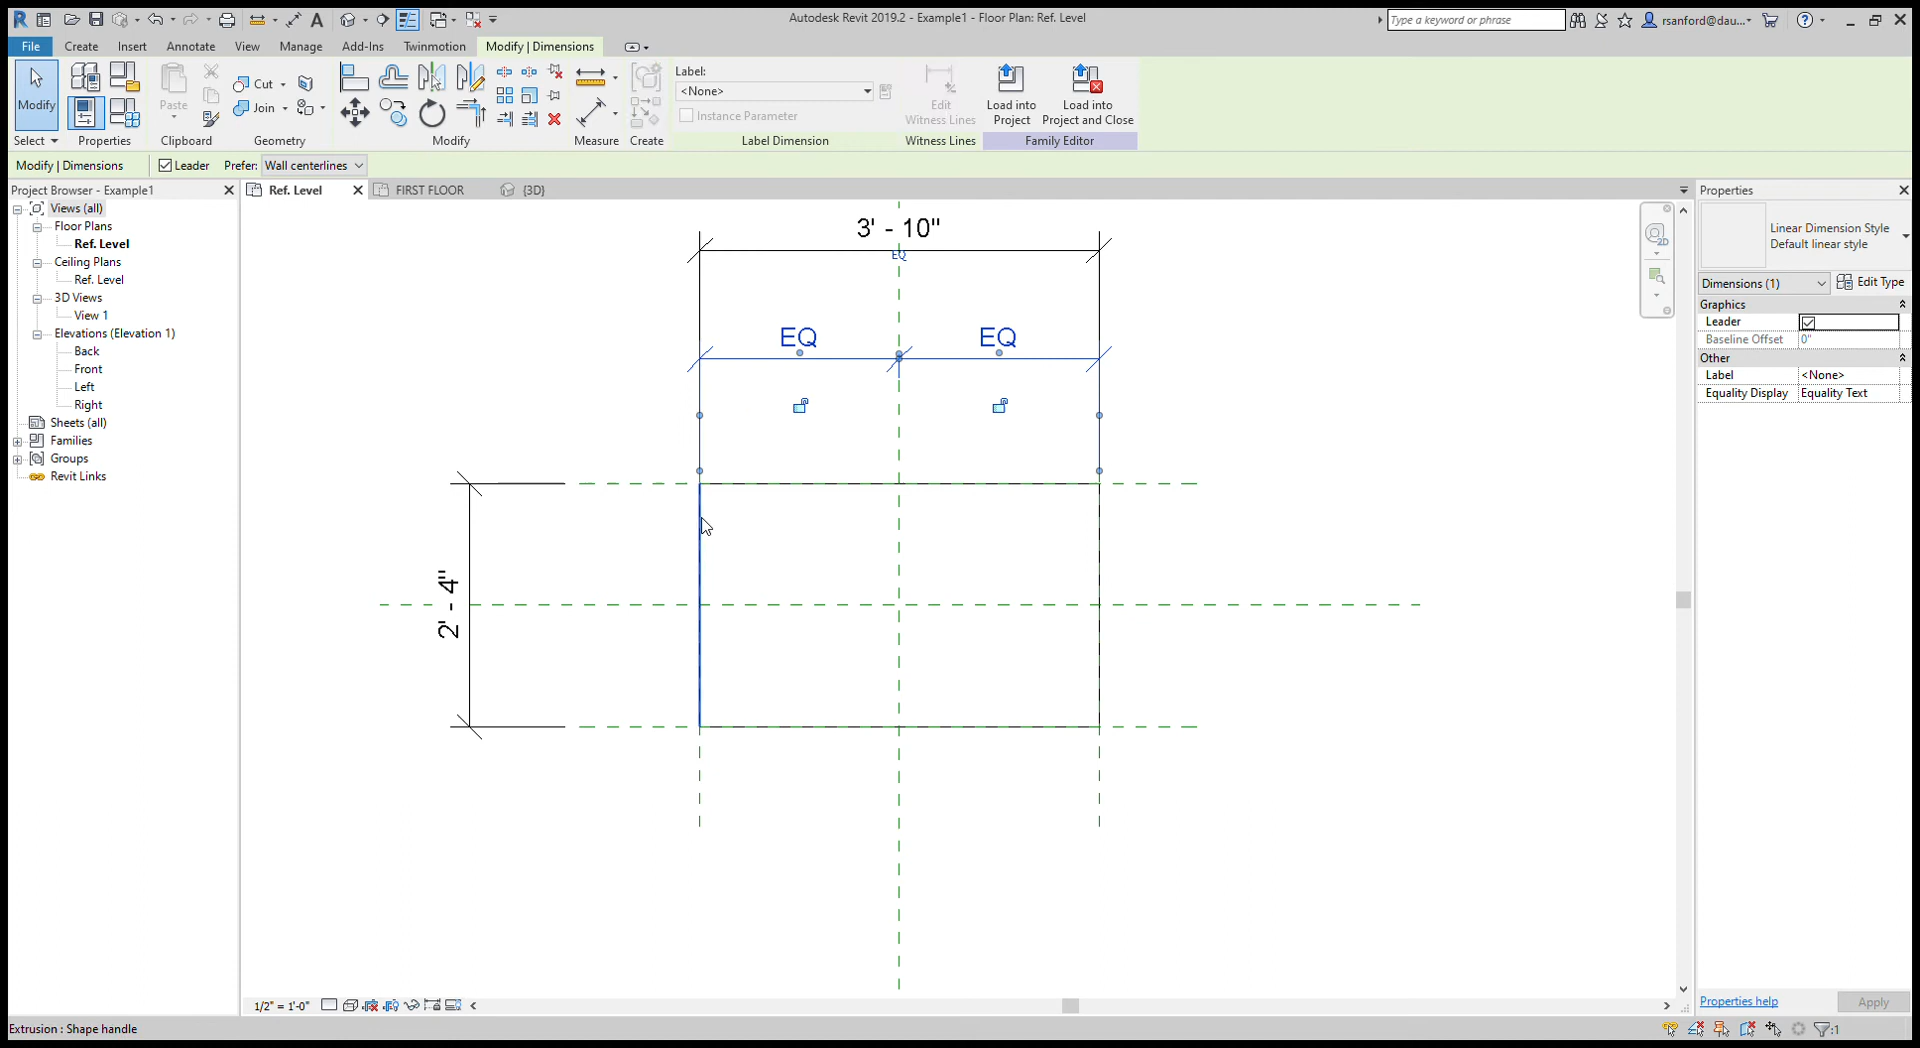 Autodesk Revit 2019.2 - Example1 - Floor Plan: Ref. Level
Type a keyword or phrase
rsanford@dau...
File Create Insert Annotate View Manage Add-Ins Twinmotion Modify | Dimensions
Modify
Select
Properties
Paste
Clipboard
Cut
Join
Geometry
Modify
Measure
Create
Label:
<None>
Instance Parameter
Label Dimension
Edit
Witness Lines
Witness Lines
Load into
Project
Load into
Project and Close
Family Editor
Modify | Dimensions Leader Prefer: Wall centerlines
Project Browser - Example1
Views (all)
Floor Plans
Ref. Level
Ceiling Plans
Ref. Level
3D Views
View 1
Elevations (Elevation 1)
Back
Front
Left
Right
Sheets (all)
Families
Groups
Revit Links
Ref. Level FIRST FLOOR {3D}
3' - 10"
EQ
EQ EQ
2' - 4"
2D
Properties
Linear Dimension Style
Default linear style
Dimensions (1) Edit Type
Graphics
Leader
Baseline Offset 0"
Other
Label <None>
Equality Display Equality Text
Properties help Apply
1/2" = 1'-0"
Extrusion : Shape handle
:1